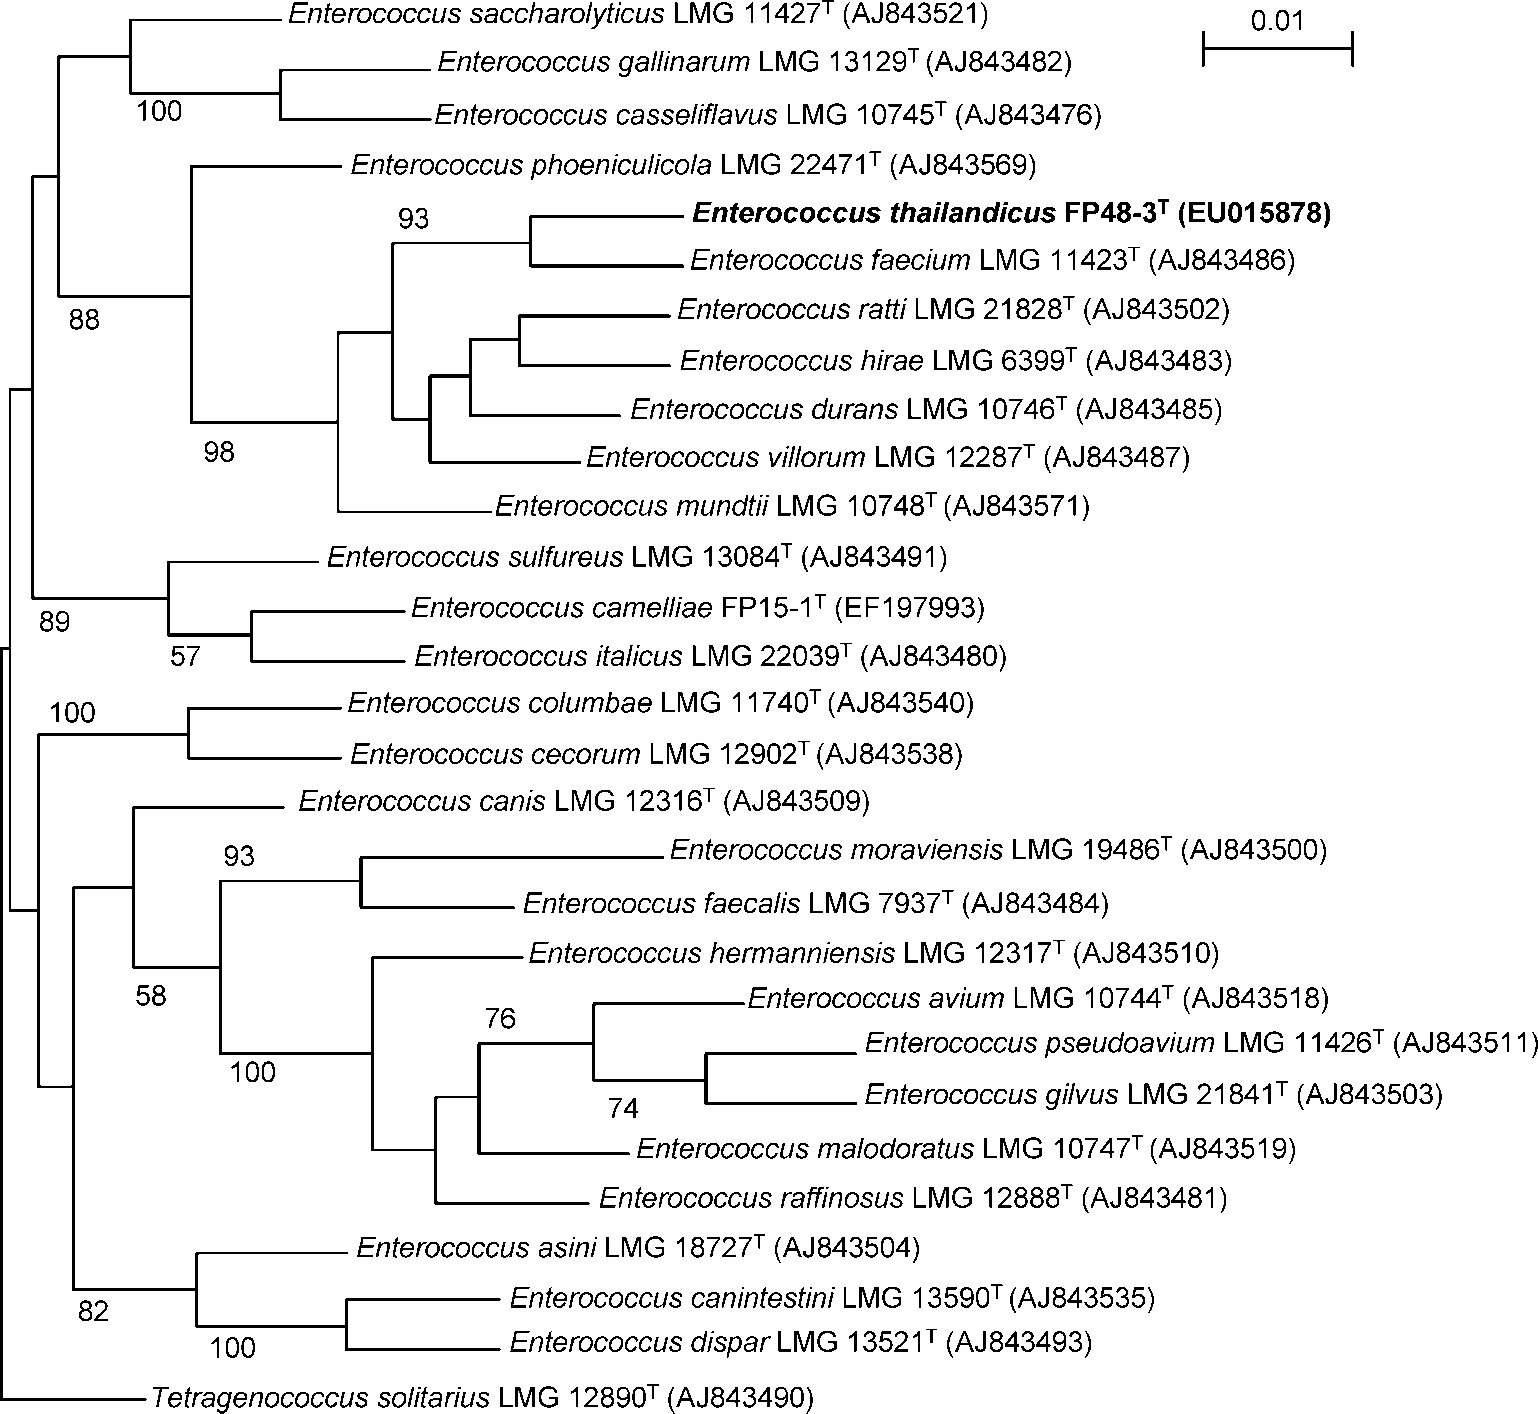 Enterococcus saccharolyticus LMG 11427ᵀ (AJ843521)
0.01
Enterococcus gallinarum LMG 13129ᵀ (AJ843482)
100
Enterococcus casseliflavus LMG 10745ᵀ (AJ843476)
Enterococcus phoeniculicola LMG 22471ᵀ (AJ843569)
93
Enterococcus thailandicus FP48-3ᵀ (EU015878)
Enterococcus faecium LMG 11423ᵀ (AJ843486)
Enterococcus ratti LMG 21828ᵀ (AJ843502)
88
Enterococcus hirae LMG 6399ᵀ (AJ843483)
Enterococcus durans LMG 10746ᵀ (AJ843485)
98
Enterococcus villorum LMG 12287ᵀ (AJ843487)
Enterococcus mundtii LMG 10748ᵀ (AJ843571)
Enterococcus sulfureus LMG 13084ᵀ (AJ843491)
Enterococcus camelliae FP15-1ᵀ (EF197993)
89
57
Enterococcus italicus LMG 22039ᵀ (AJ843480)
Enterococcus columbae LMG 11740ᵀ (AJ843540)
100
Enterococcus cecorum LMG 12902ᵀ (AJ843538)
Enterococcus canis LMG 12316ᵀ (AJ843509)
93
Enterococcus moraviensis LMG 19486ᵀ (AJ843500)
Enterococcus faecalis LMG 7937ᵀ (AJ843484)
Enterococcus hermanniensis LMG 12317ᵀ (AJ843510)
58
Enterococcus avium LMG 10744ᵀ (AJ843518)
76
Enterococcus pseudoavium LMG 11426ᵀ (AJ843511)
100
Enterococcus gilvus LMG 21841ᵀ (AJ843503)
74
Enterococcus malodoratus LMG 10747ᵀ (AJ843519)
Enterococcus raffinosus LMG 12888ᵀ (AJ843481)
Enterococcus asini LMG 18727ᵀ (AJ843504)
Enterococcus canintestini LMG 13590ᵀ (AJ843535)
82
Enterococcus dispar LMG 13521ᵀ (AJ843493)
100
Tetragenococcus solitarius LMG 12890ᵀ (AJ843490)